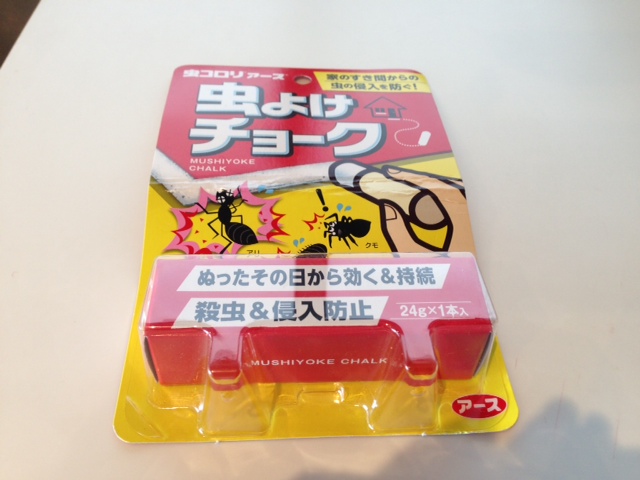 虫コロリ アース
家のすき間からの
虫の侵入を防ぐ!
虫よけ
チョーク
MUSHIYOKE
CHALK
アリ
クモ
ぬったその日から効く&持続
殺虫&侵入防止
24g×1本入
MUSHIYOKE CHALK
アース